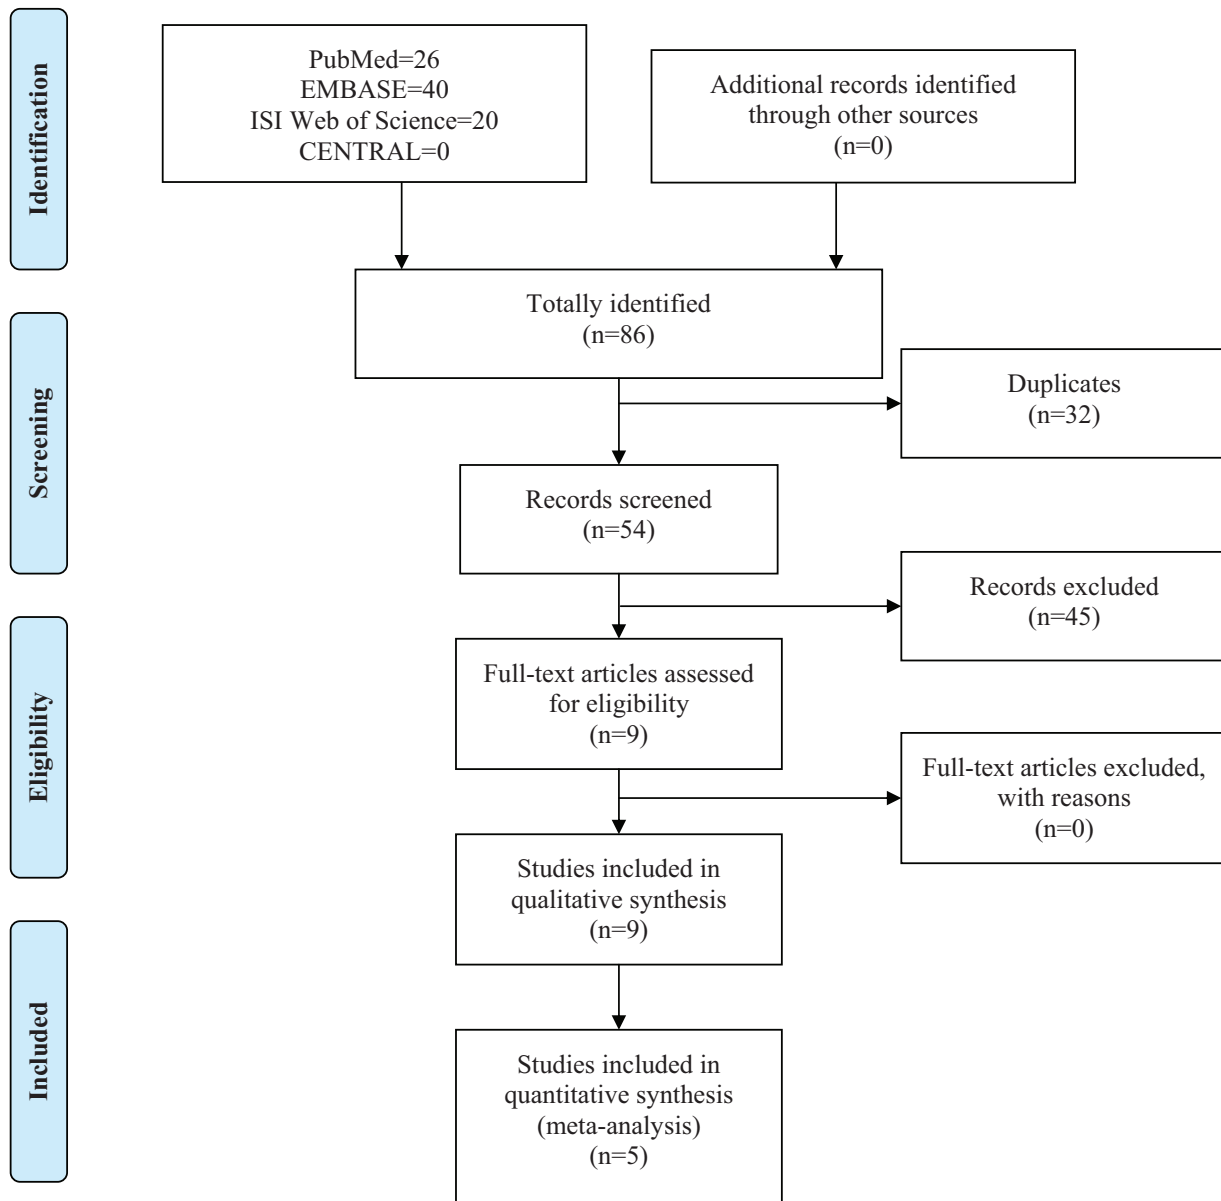 Identification
PubMed=26
EMBASE=40
ISI Web of Science=20
CENTRAL=0
Additional records identified
through other sources
(n=0)
Totally identified
(n=86)
Screening
Duplicates
(n=32)
Records screened
(n=54)
Records excluded
(n=45)
Eligibility
Full-text articles assessed
for eligibility
(n=9)
Full-text articles excluded,
with reasons
(n=0)
Studies included in
qualitative synthesis
(n=9)
Included
Studies included in
quantitative synthesis
(meta-analysis)
(n=5)